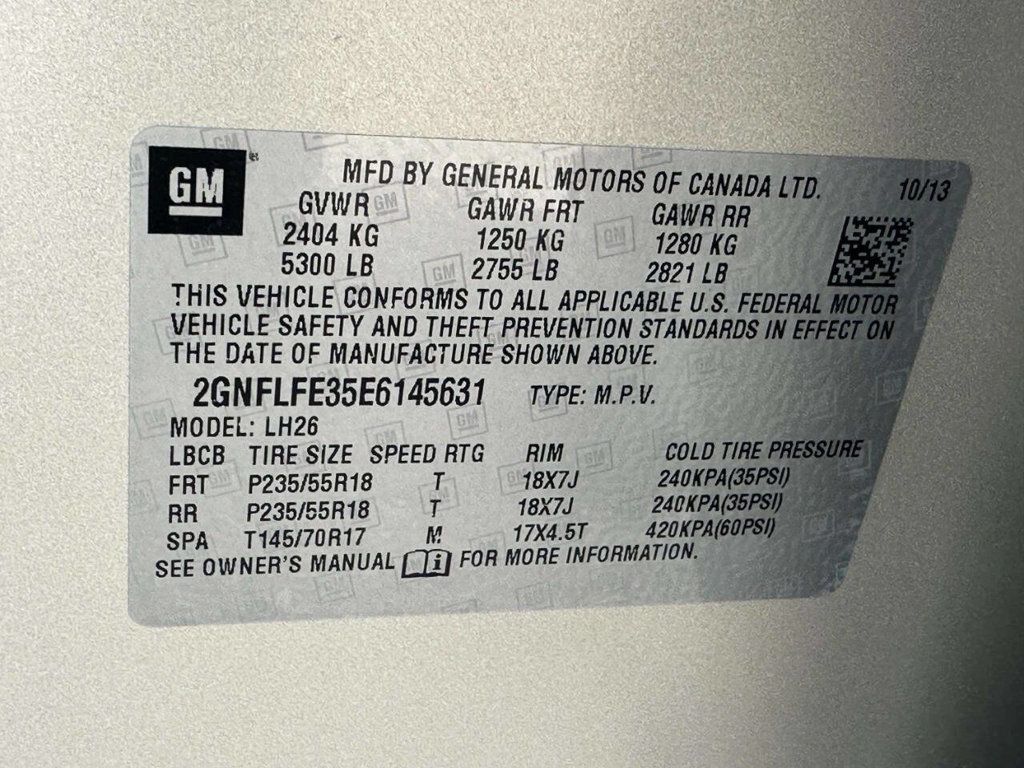 GM
MFD BY GENERAL MOTORS OF CANADA LTD. 10/13
GVWR GAWR FRT GAWR RR
2404 KG 1250 KG 1280 KG
5300 LB 2755 LB 2821 LB
THIS VEHICLE CONFORMS TO ALL APPLICABLE U.S. FEDERAL MOTOR
VEHICLE SAFETY AND THEFT PREVENTION STANDARDS IN EFFECT ON
THE DATE OF MANUFACTURE SHOWN ABOVE.
2GNFLFE35E6145631 TYPE: M.P.V.
MODEL: LH26
LBCB TIRE SIZE SPEED RTG RIM COLD TIRE PRESSURE
FRT P235/55R18 T 18X7J 240KPA(35PSI)
RR P235/55R18 T 18X7J 240KPA(35PSI)
SPA T145/70R17 M 17X4.5T 420KPA(60PSI)
SEE OWNER'S MANUAL i FOR MORE INFORMATION.